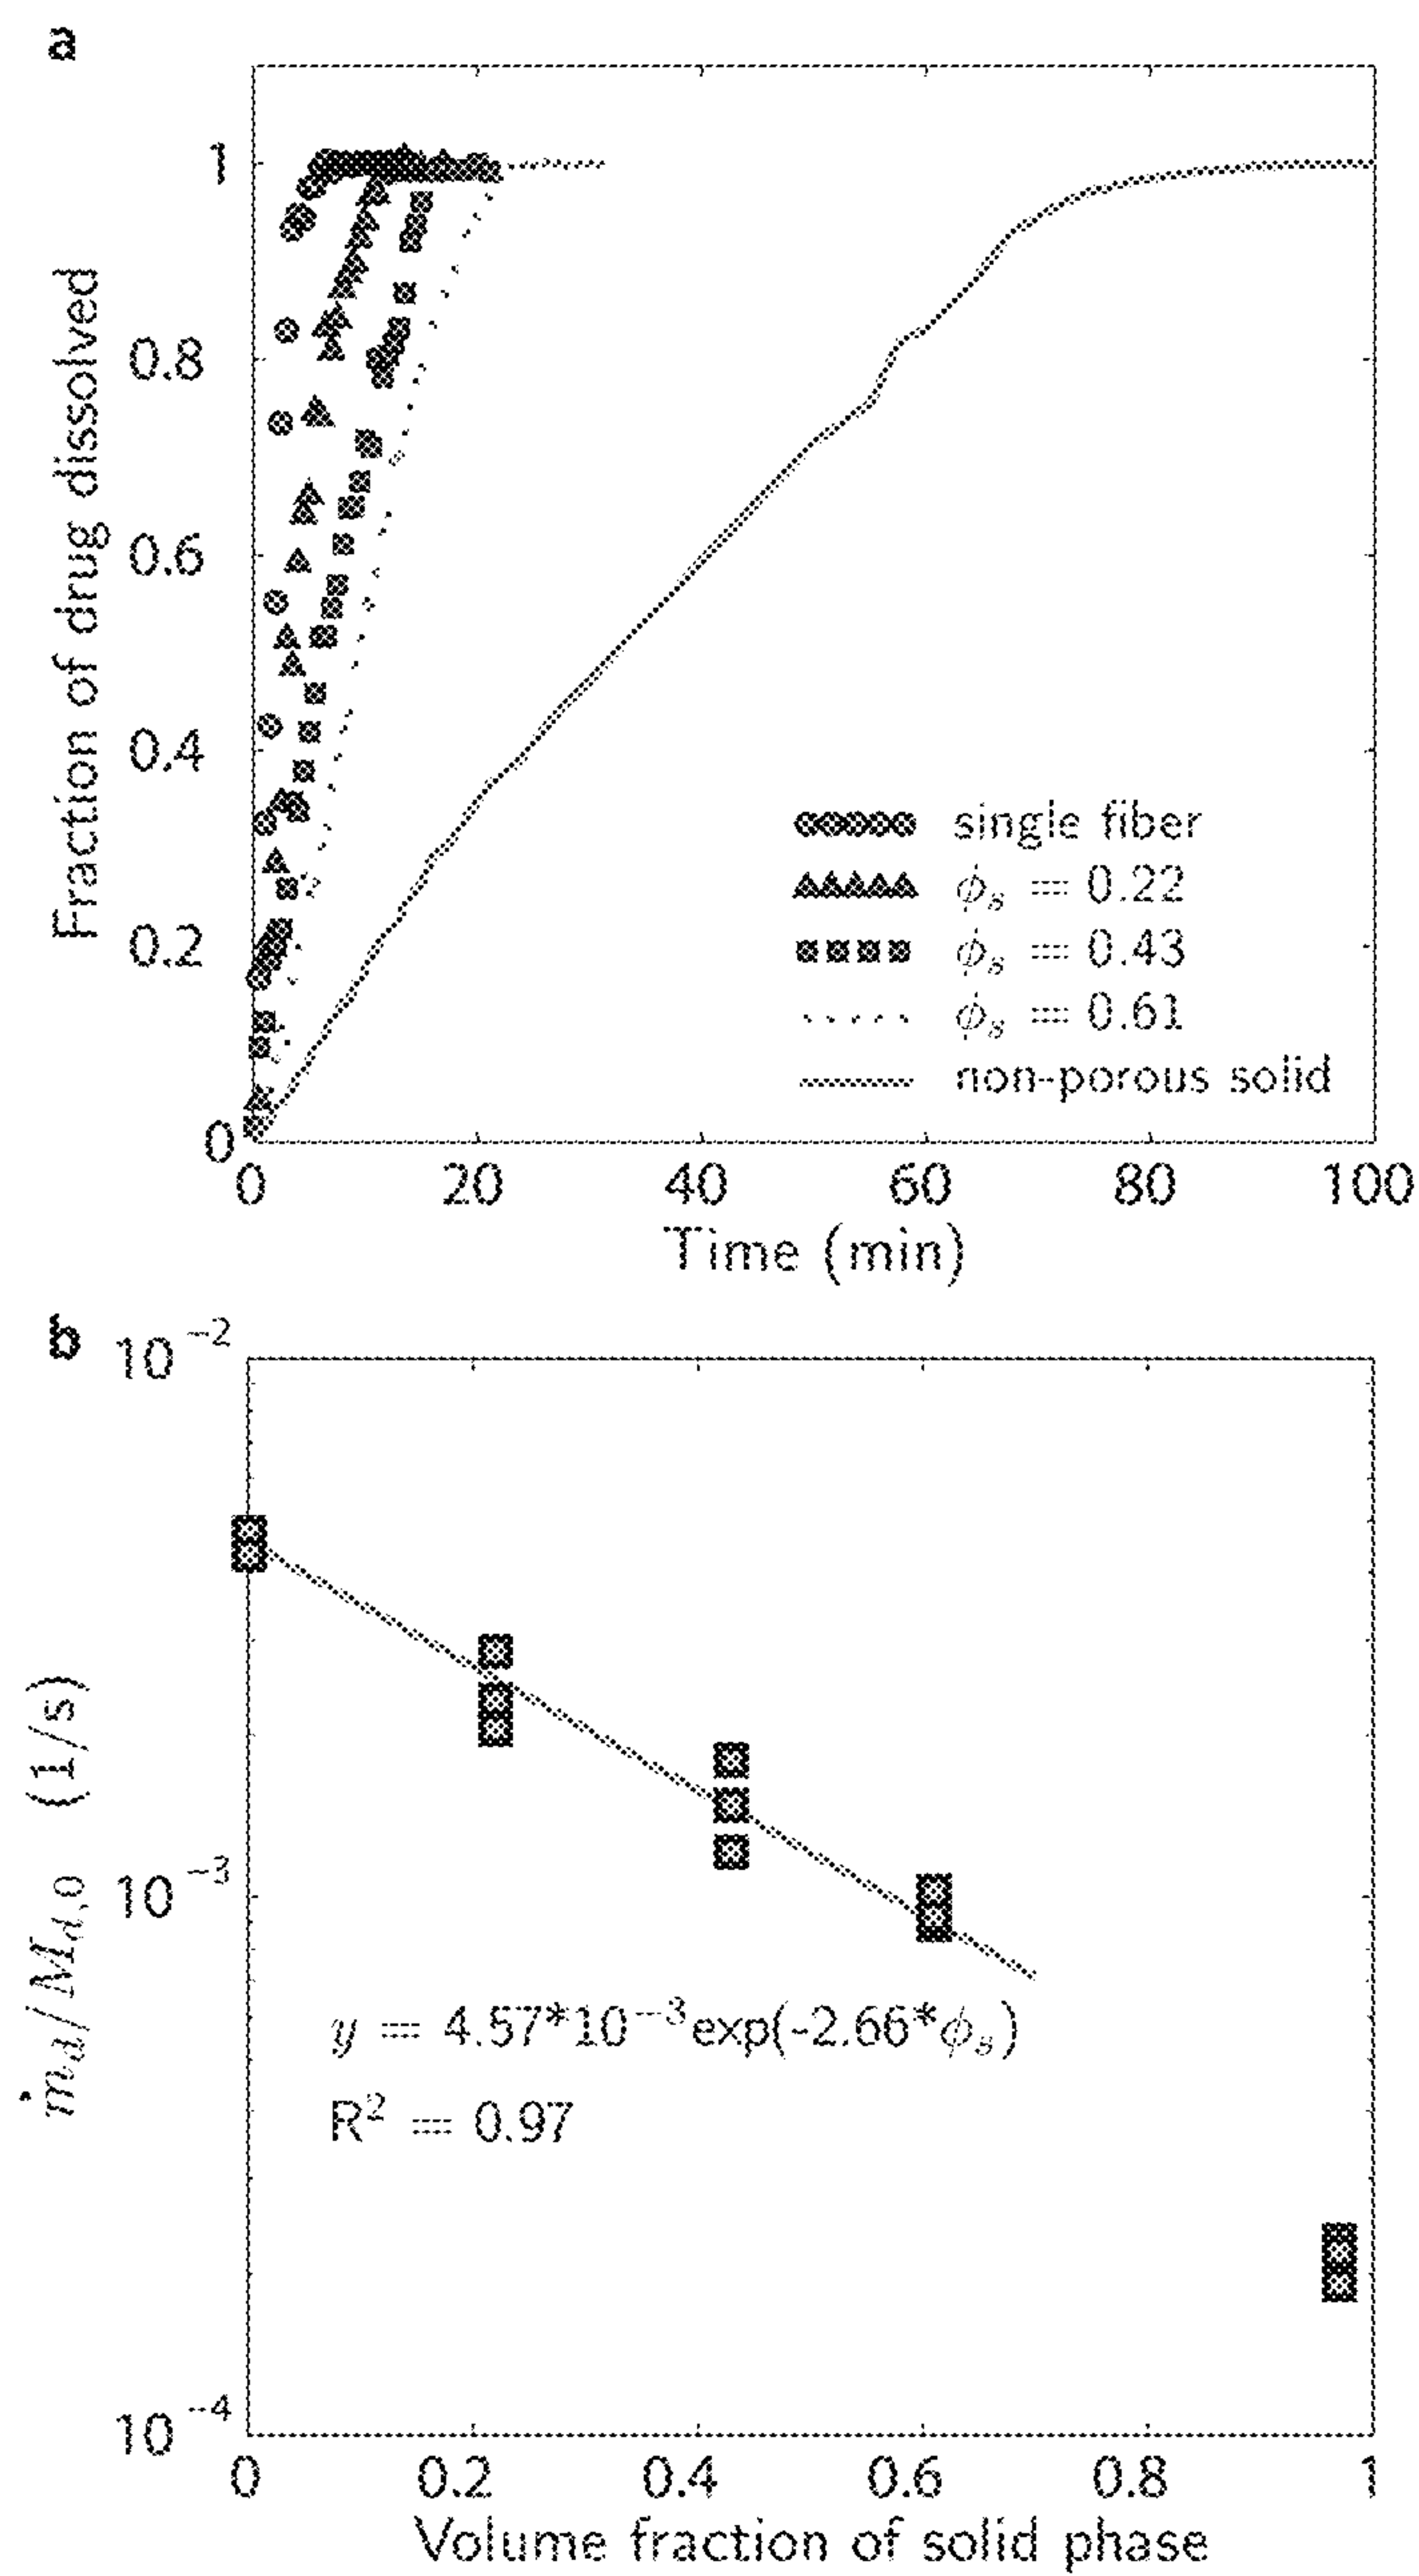 a
Fraction of drug dissolved
1
0.8
0.6
0.4
0.2
0
0 20 40 60 80 100
Time (min)
single fiber
ϕₛ = 0.22
ϕₛ = 0.43
ϕₛ = 0.61
non-porous solid
b
ṁ_d/M_{d,0} (1/s)
10⁻²
10⁻³
10⁻⁴
y = 4.57*10⁻³exp(-2.66*ϕₛ)
R² = 0.97
0 0.2 0.4 0.6 0.8 1
Volume fraction of solid phase